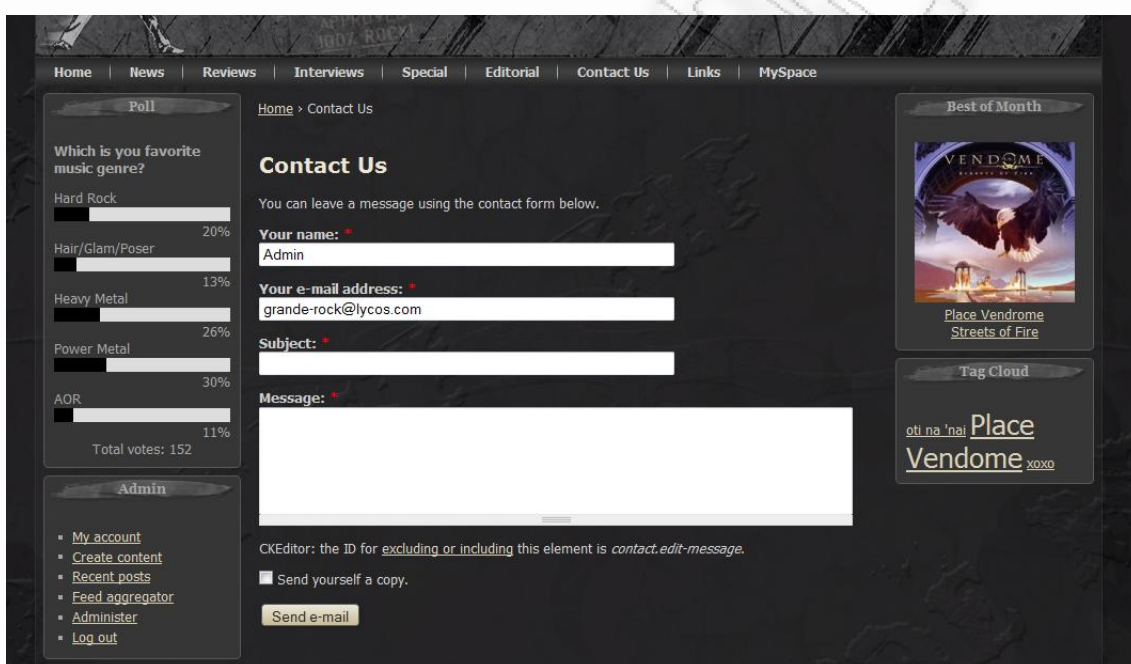 APPROVED
100% ROCK!
Home | News | Reviews | Interviews | Special | Editorial | Contact Us | Links | MySpace
Poll
Which is you favorite
music genre?
Hard Rock
20%
Hair/Glam/Poser
13%
Heavy Metal
26%
Power Metal
30%
AOR
11%
Total votes: 152
Admin
My account
Create content
Recent posts
Feed aggregator
Administer
Log out
Home › Contact Us
Contact Us
You can leave a message using the contact form below.
Your name: *
Admin
Your e-mail address: *
grande-rock@lycos.com
Subject: *
Message: *
CKEditor: the ID for excluding or including this element is contact.edit-message.
Send yourself a copy.
Send e-mail
Best of Month
VENDOME
STREETS OF FIRE
Place Vendrome
Streets of Fire
Tag Cloud
oti na 'nai Place
Vendome xoxo